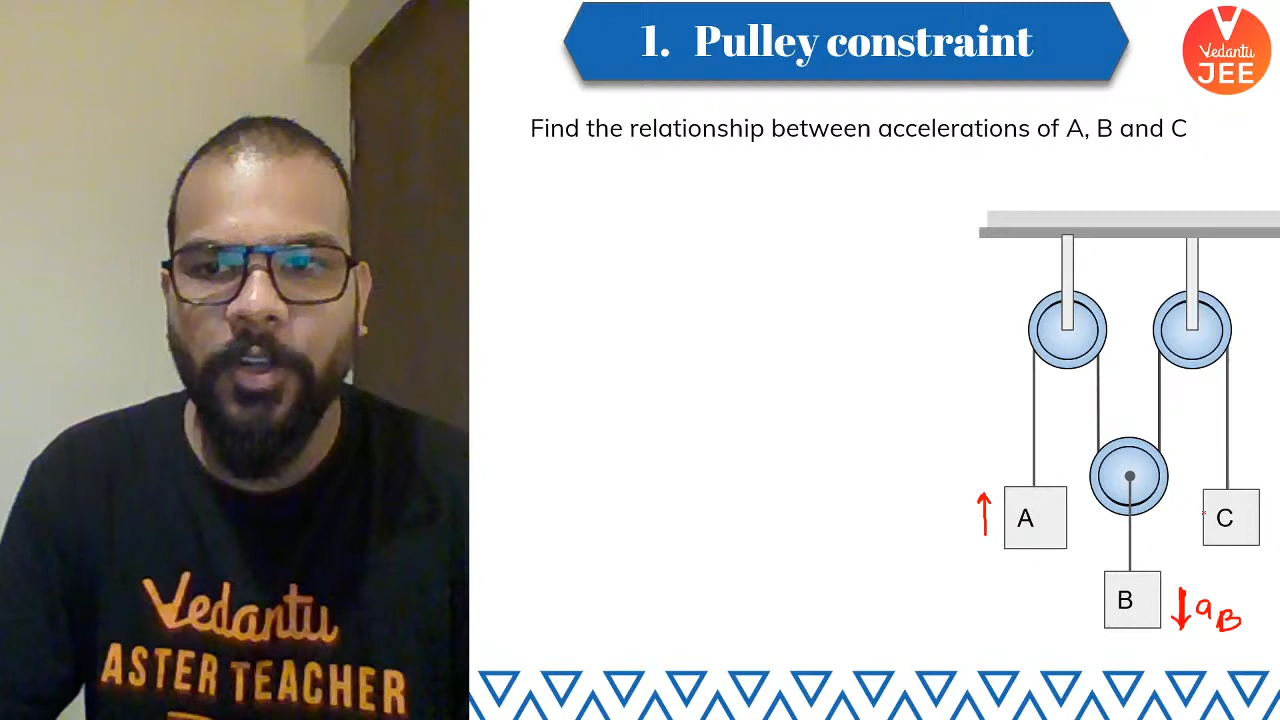 1. Pulley constraint
Vedantu
JEE
Find the relationship between accelerations of A, B and C
A
C
B
a_B
Vedantu
ASTER TEACHER